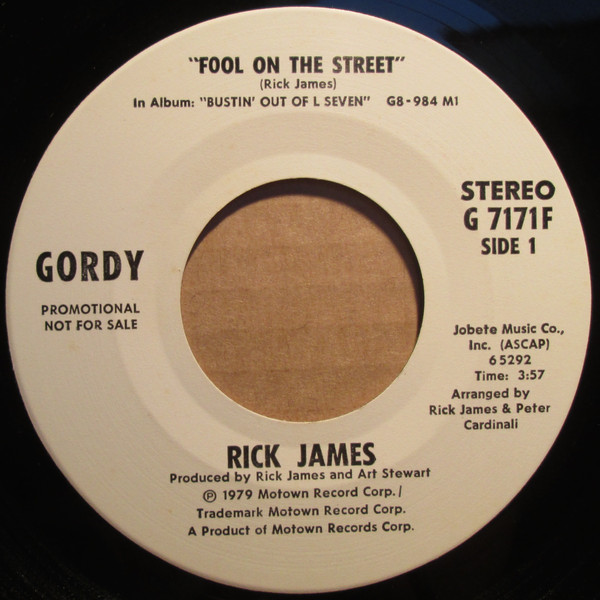 "FOOL ON THE STREET"
(Rick James)
In Album: "BUSTIN' OUT OF L SEVEN" G8-984 M1
STEREO
G 7171F
SIDE 1
GORDY
PROMOTIONAL
NOT FOR SALE
Jobete Music Co.,
Inc. (ASCAP)
65292
Time: 3:57
Arranged by
Rick James & Peter
Cardinali
RICK JAMES
Produced by Rick James and Art Stewart
℗ 1979 Motown Record Corp./
Trademark Motown Record Corp.
A Product of Motown Records Corp.